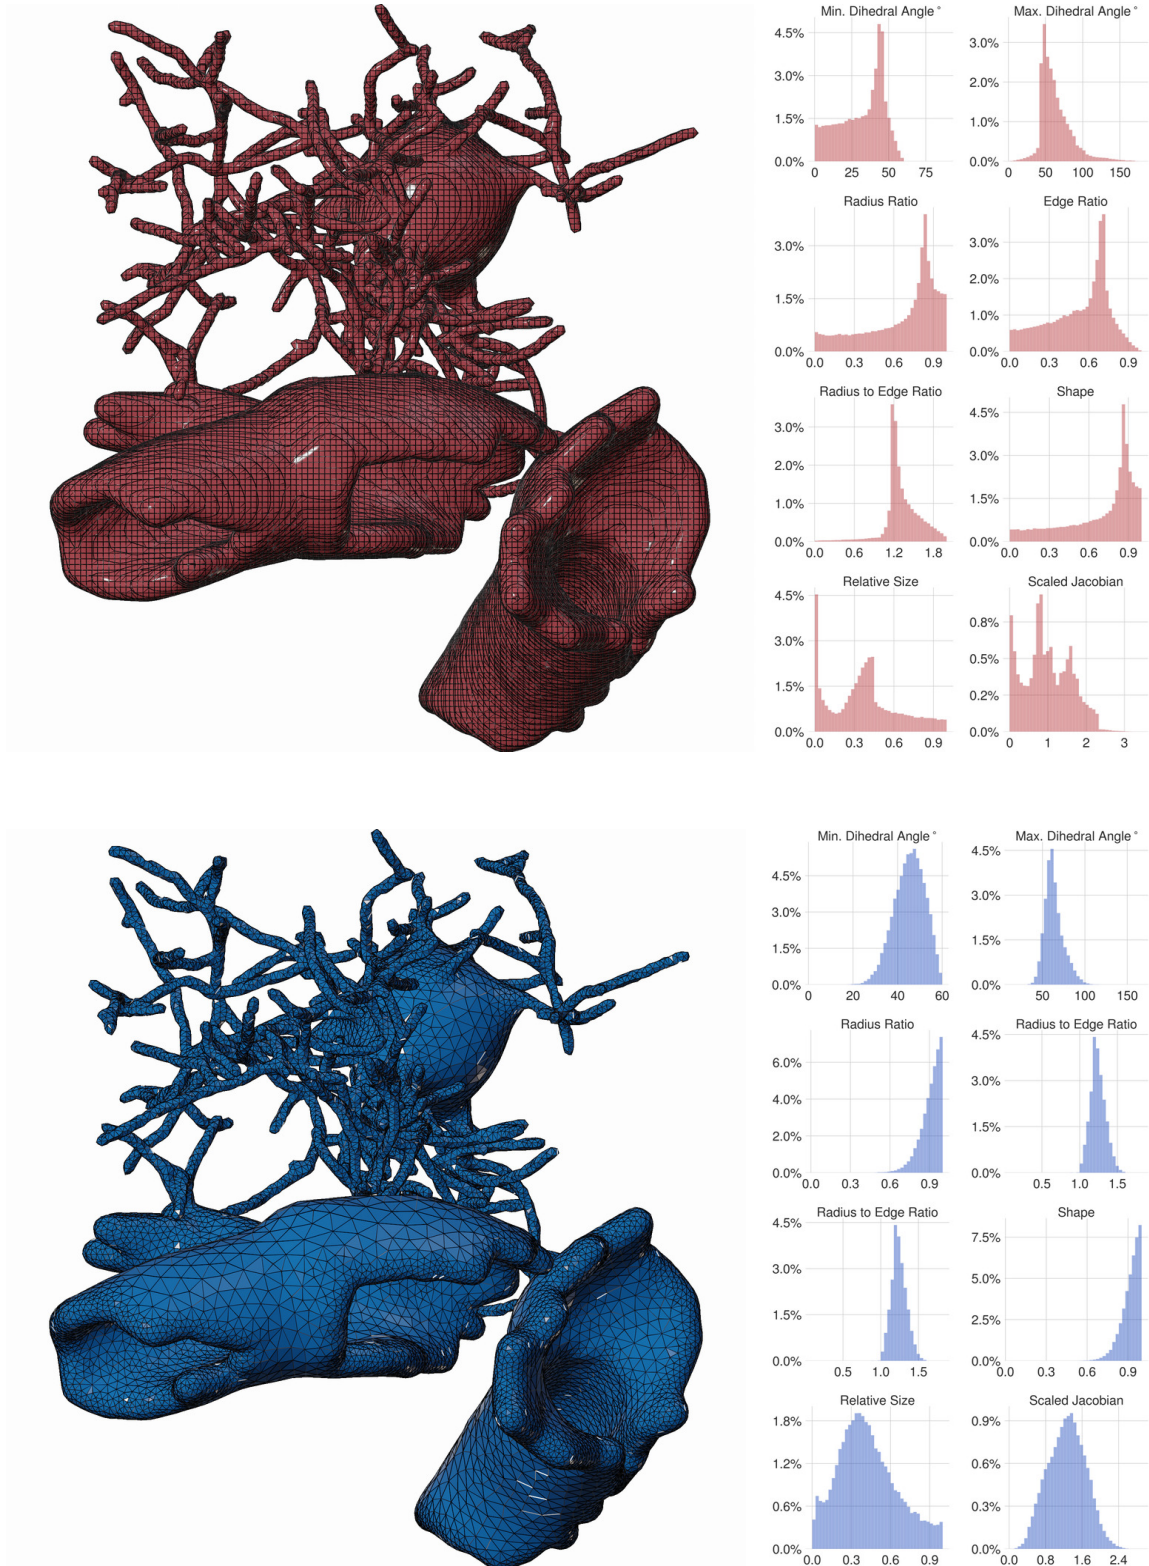 Min. Dihedral Angle °
4.5%
3.0%
1.5%
0.0%
0 25 50 75
Max. Dihedral Angle °
3.0%
2.0%
1.0%
0.0%
0 50 100 150
Radius Ratio
3.0%
1.5%
0.0%
0.0 0.3 0.6 0.9
Edge Ratio
3.0%
2.0%
1.0%
0.0%
0.0 0.3 0.6 0.9
Radius to Edge Ratio
3.0%
2.0%
1.0%
0.0%
0.0 0.6 1.2 1.8
Shape
4.5%
3.0%
1.5%
0.0%
0.0 0.3 0.6 0.9
Relative Size
4.5%
3.0%
1.5%
0.0%
0.0 0.3 0.6 0.9
Scaled Jacobian
0.8%
0.5%
0.2%
0.0%
0 1 2 3
Min. Dihedral Angle °
4.5%
3.0%
1.5%
0.0%
0 20 40 60
Max. Dihedral Angle °
4.5%
3.0%
1.5%
0.0%
50 100 150
Radius Ratio
6.0%
4.0%
2.0%
0.0%
0.0 0.3 0.6 0.9
Radius to Edge Ratio
4.5%
3.0%
1.5%
0.0%
0.5 1.0 1.5
Radius to Edge Ratio
4.5%
3.0%
1.5%
0.0%
0.5 1.0 1.5
Shape
7.5%
5.0%
2.5%
0.0%
0.0 0.3 0.6 0.9
Relative Size
1.8%
1.2%
0.6%
0.0%
0.0 0.3 0.6 0.9
Scaled Jacobian
0.9%
0.6%
0.3%
0.0%
0.0 0.8 1.6 2.4